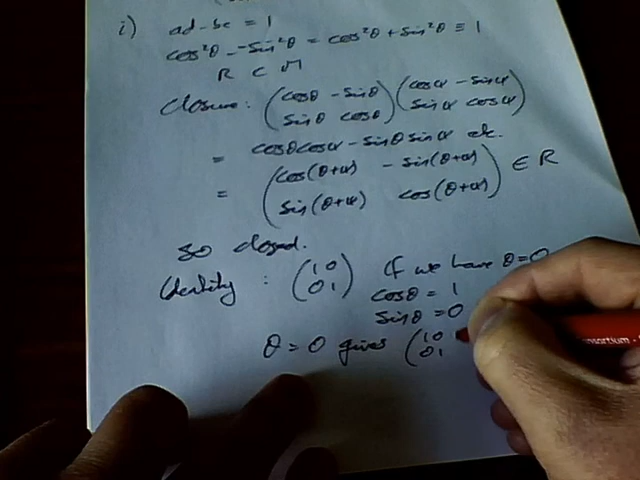 i) ad-bc = 1
cos²θ - -sin²θ = cos²θ + sin²θ ≡ 1
R ⊂ M
Closure: (cosθ -sinθ) (cosα -sinα)
(sinθ cosθ) (sinα cosα)
= cosθcosα - sinθsinα etc.
= (cos(θ+α) - sin(θ+α)) ∈ R
(sin(θ+α) cos(θ+α))
so closed.
Identity : (1 0) if we have θ=0
(0 1) cosθ = 1
sinθ = 0
θ = 0 gives (1 0
0 1